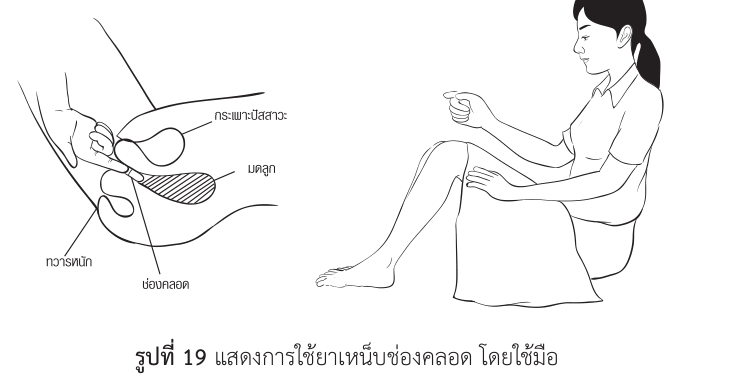 กระเพาะปัสสาวะ
มดลูก
ทวารหนัก
ช่องคลอด
รูปที่ 19 แสดงการใช้ยาเหน็บช่องคลอด โดยใช้มือ